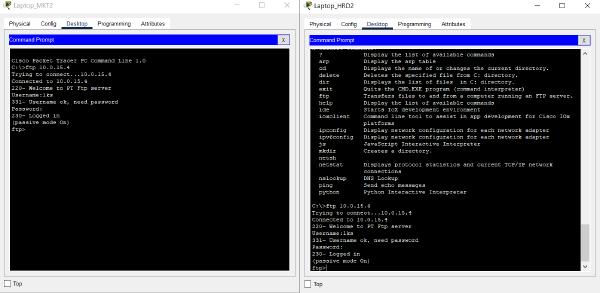 Laptop_MKT2
Physical Config Desktop Programming Attributes
Command Prompt X
Cisco Packet Tracer PC Command Line 1.0
C:\>ftp 10.0.15.4
Trying to connect...10.0.15.4
Connected to 10.0.15.4
220- Welcome to PT Ftp server
Username:lks
331- Username ok, need password
Password:
230- Logged in
(passive mode On)
ftp>
Top
Laptop_HRD2
Physical Config Desktop Programming Attributes
Command Prompt X
? Display the list of available commands
arp Display the arp table
cd Displays the name of or changes the current directory.
delete Deletes the specified file from C: directory.
dir Displays the list of files in C: directory.
exit Quits the CMD.EXE program (command interpreter)
ftp Transfers files to and from a computer running an FTP server.
help Display the list of available commands
ide Starts IoX development environment
ioxclient Command line tool to assist in app development for Cisco IOx
platforms
ipconfig Display network configuration for each network adapter
ipv6config Display network configuration for each network adapter
js JavaScript Interactive Interpreter
mkdir Creates a directory.
netsh
netstat Displays protocol statistics and current TCP/IP network
connections
nslookup DNS Lookup
ping Send echo messages
python Python Interactive Interpreter
C:\>ftp 10.0.15.4
Trying to connect...10.0.15.4
Connected to 10.0.15.4
220- Welcome to PT Ftp server
Username:lks
331- Username ok, need password
Password:
230- Logged in
(passive mode On)
ftp>
Top